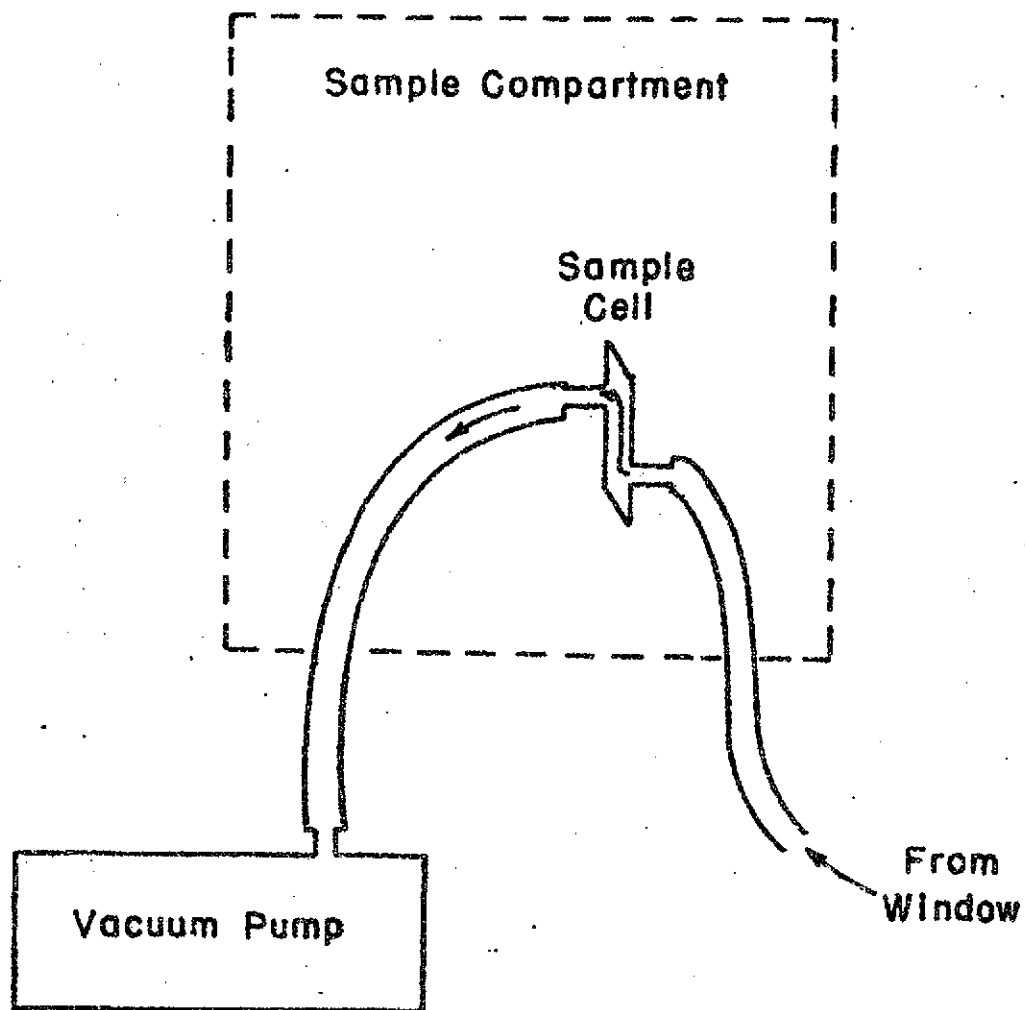 Sample Compartment
Sample
Cell
From
Window
Vacuum Pump